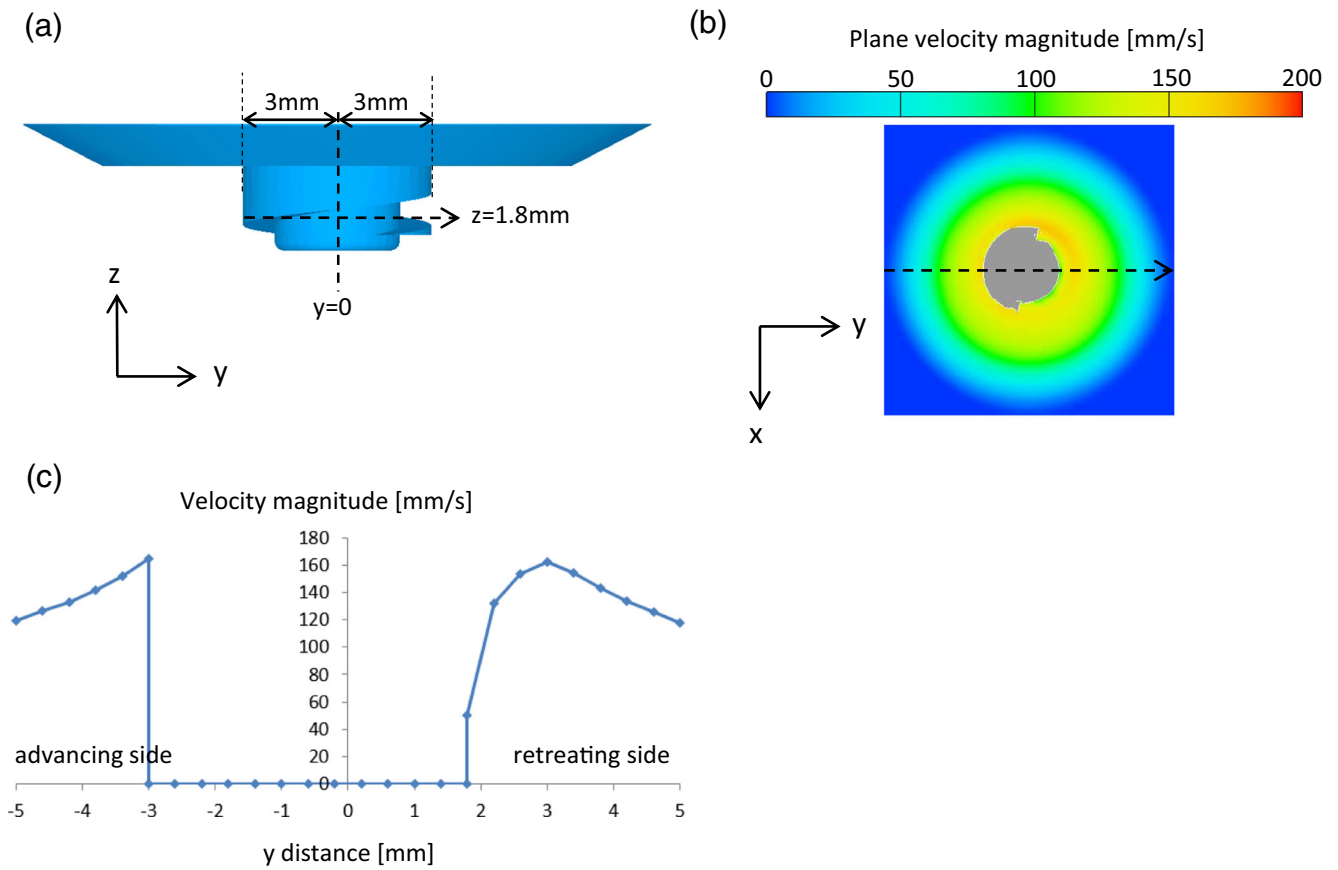 (a)
3mm 3mm
z=1.8mm
y=0
z
y
(b)
Plane velocity magnitude [mm/s]
0 50 100 150 200
y
x
(c)
Velocity magnitude [mm/s]
180
160
140
120
100
80
60
40
20
0
advancing side
retreating side
-5 -4 -3 -2 -1 0 1 2 3 4 5
y distance [mm]